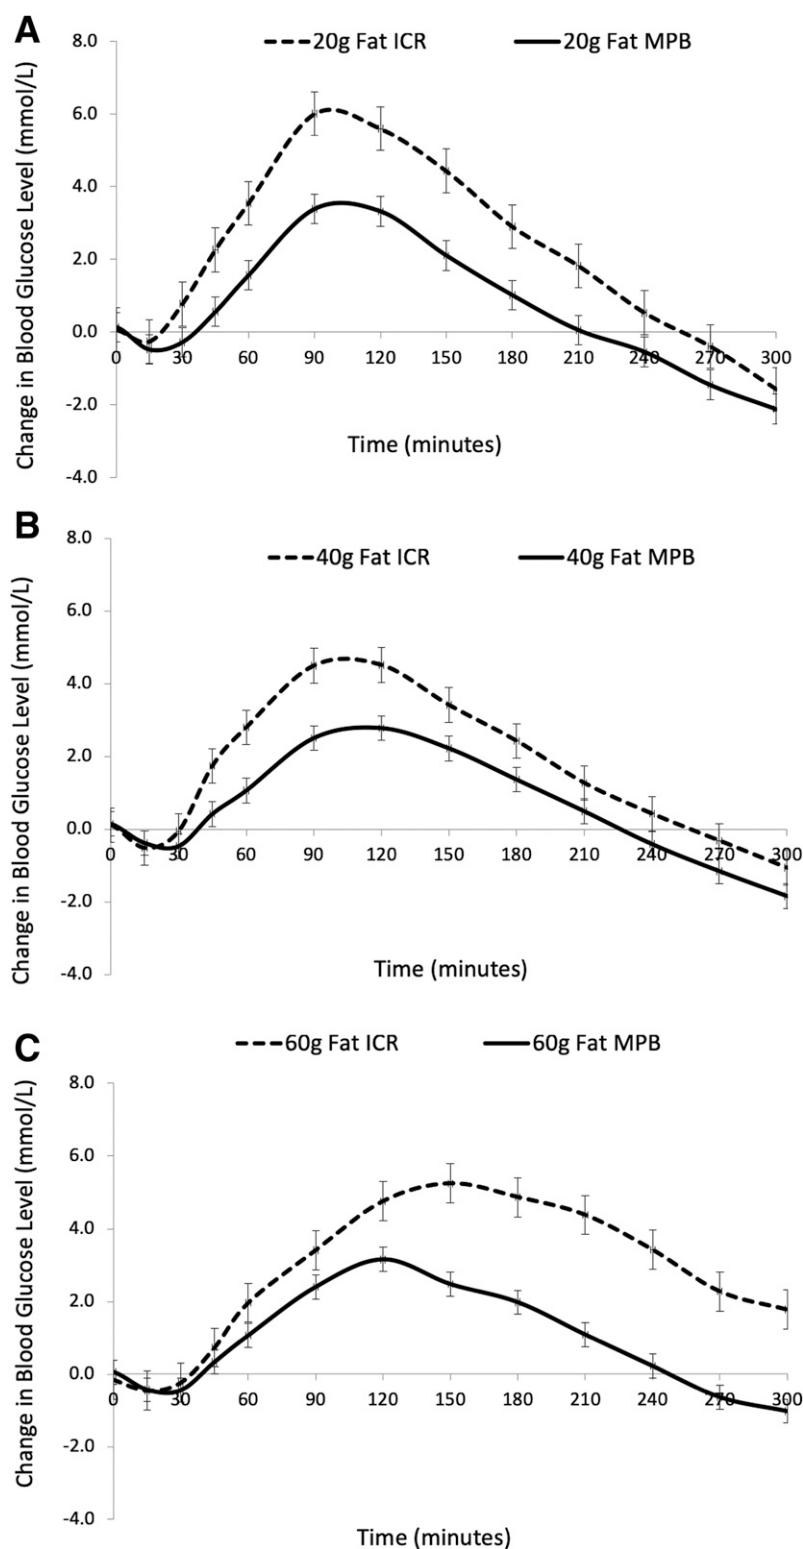 A
8.0
20g Fat ICR 20g Fat MPB
6.0
4.0
2.0
0.0
0 30 60 90 120 150 180 210 240 270 300
-2.0
-4.0
Change in Blood Glucose Level (mmol/L)
Time (minutes)
B
8.0
40g Fat ICR 40g Fat MPB
6.0
4.0
2.0
0.0
0 30 60 90 120 150 180 210 240 270 300
-2.0
-4.0
Change in Blood Glucose Level (mmol/L)
Time (minutes)
C
60g Fat ICR 60g Fat MPB
8.0
6.0
4.0
2.0
0.0
0 30 60 90 120 150 180 210 240 270 300
-2.0
-4.0
Change in Blood Glucose Level (mmol/L)
Time (minutes)